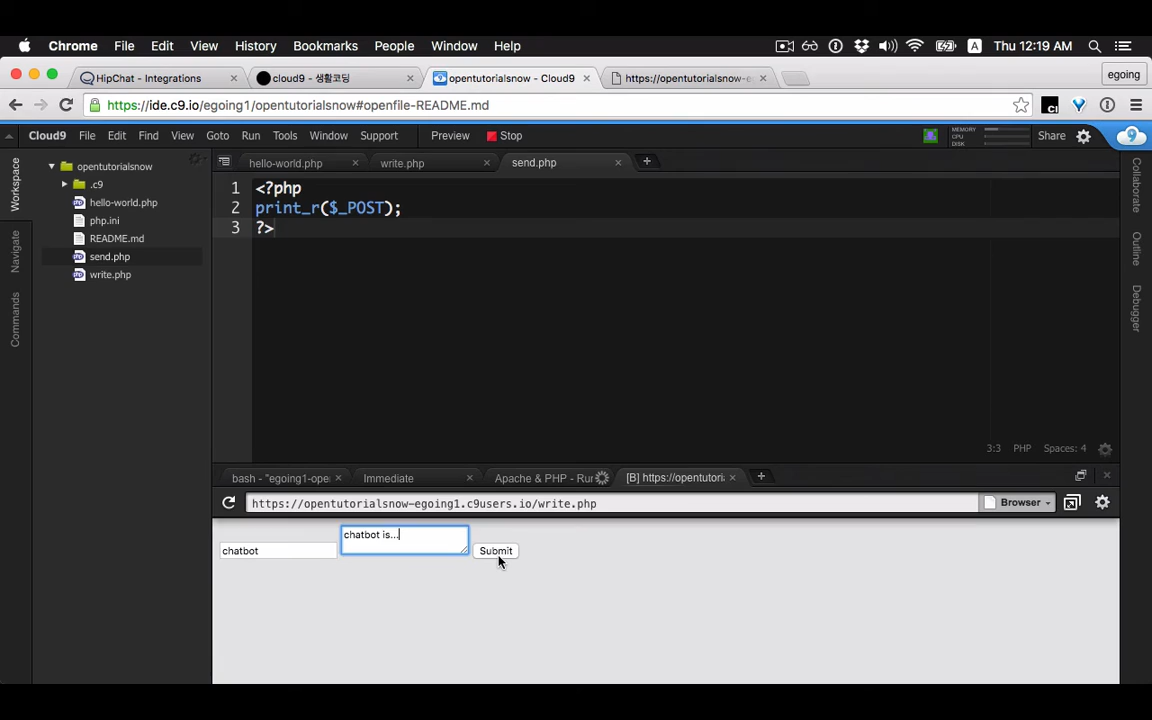 Chrome File Edit View History Bookmarks People Window Help Thu 12:19 AM
HipChat - Integrations cloud9 - 생활코딩 opentutorialsnow - Cloud9 https://opentutorialsnow-e egoing
https://ide.c9.io/egoing1/opentutorialsnow#openfile-README.md
Cloud9 File Edit Find View Goto Run Tools Window Support Preview Stop MEMORY CPU DISK Share
Workspace
Navigate
Commands
opentutorialsnow
.c9
hello-world.php
php.ini
README.md
send.php
write.php
hello-world.php write.php send.php
1 <?php
2 print_r($_POST);
3 ?>
3:3 PHP Spaces: 4
Collaborate
Outline
Debugger
bash - "egoing1-ope Immediate Apache & PHP - Ru [B] https://opentutori
https://opentutorialsnow-egoing1.c9users.io/write.php Browser
chatbot is...
chatbot Submit